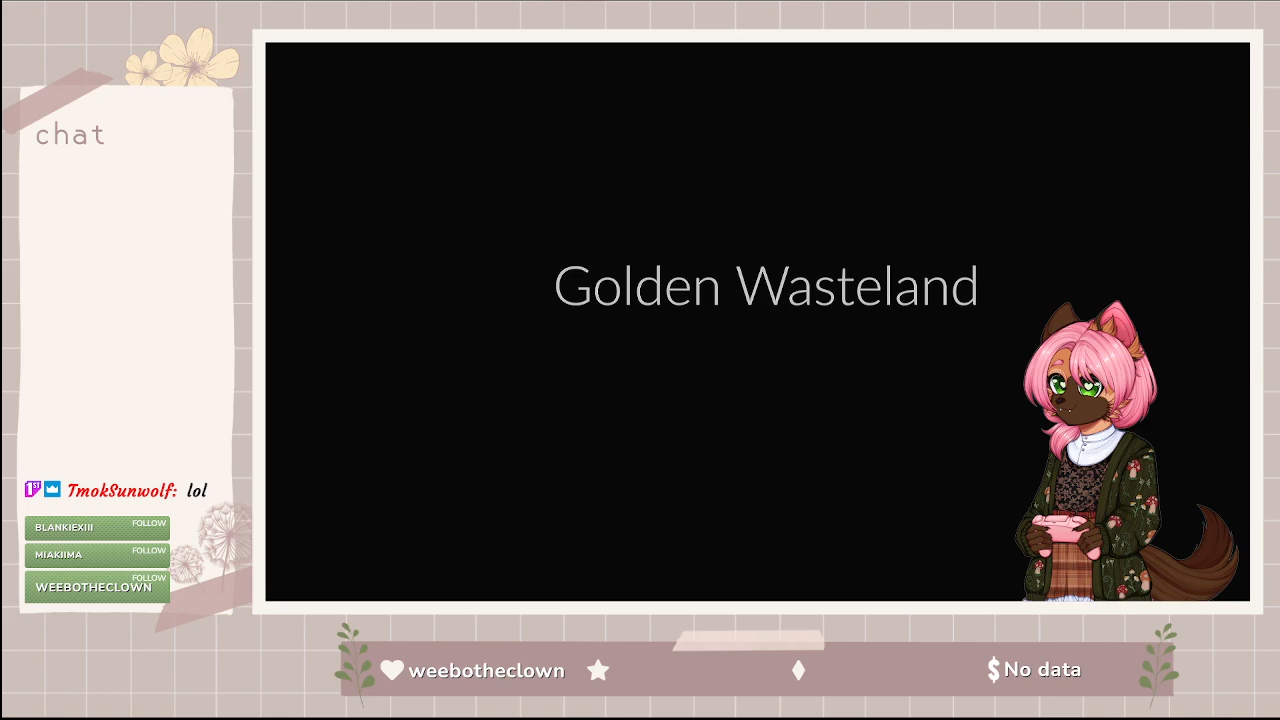 chat
Golden Wasteland
TmokSunwolf: lol
BLANKIEXIII FOLLOW
MIAKIIMA FOLLOW
WEEBOTHECLOWN FOLLOW
weebotheclown
$ No data